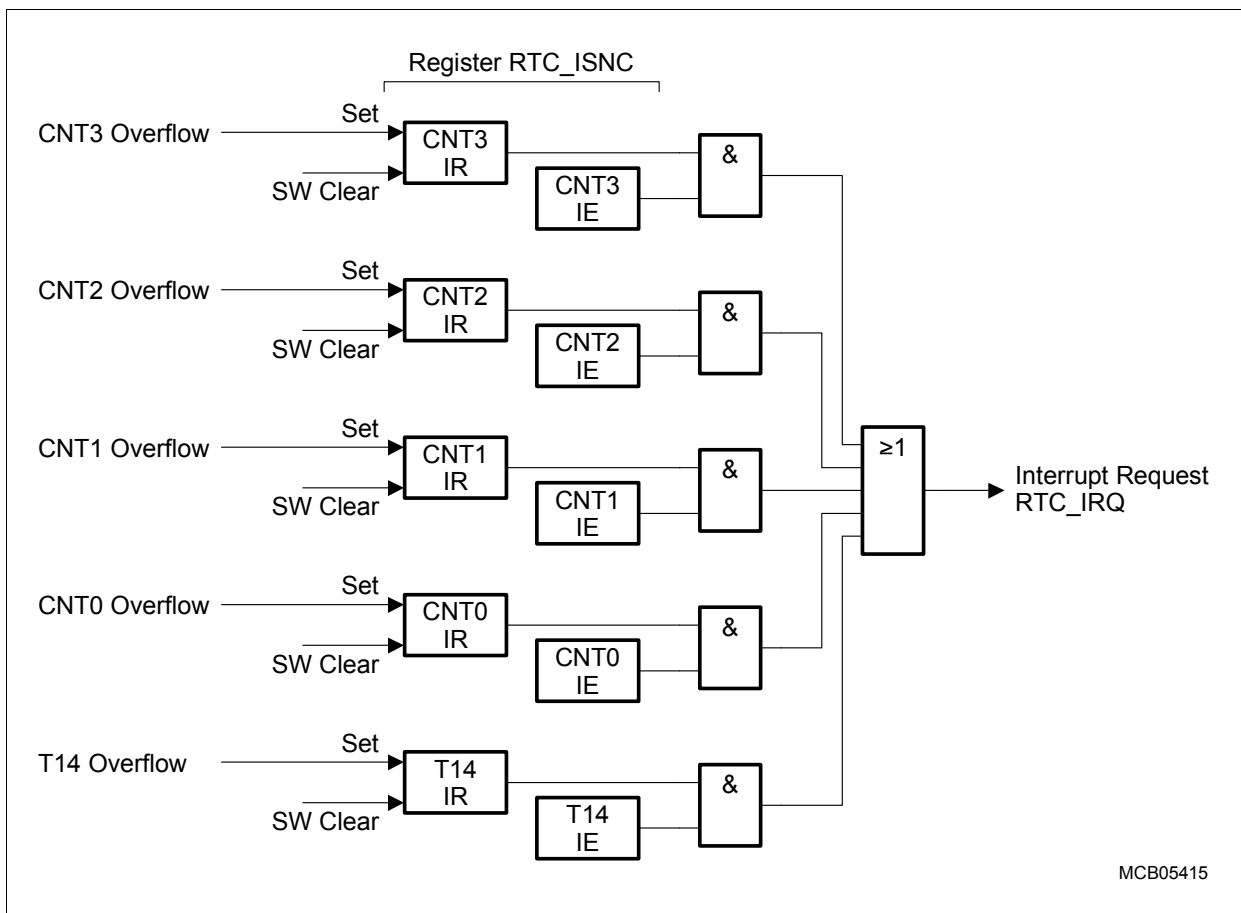 Register RTC_ISNC
CNT3 Overflow
Set
SW Clear
CNT3
IR
CNT3
IE
&
CNT2 Overflow
Set
SW Clear
CNT2
IR
CNT2
IE
&
CNT1 Overflow
Set
SW Clear
CNT1
IR
CNT1
IE
&
≥1
Interrupt Request
RTC_IRQ
CNT0 Overflow
Set
SW Clear
CNT0
IR
CNT0
IE
&
T14 Overflow
Set
SW Clear
T14
IR
T14
IE
&
MCB05415